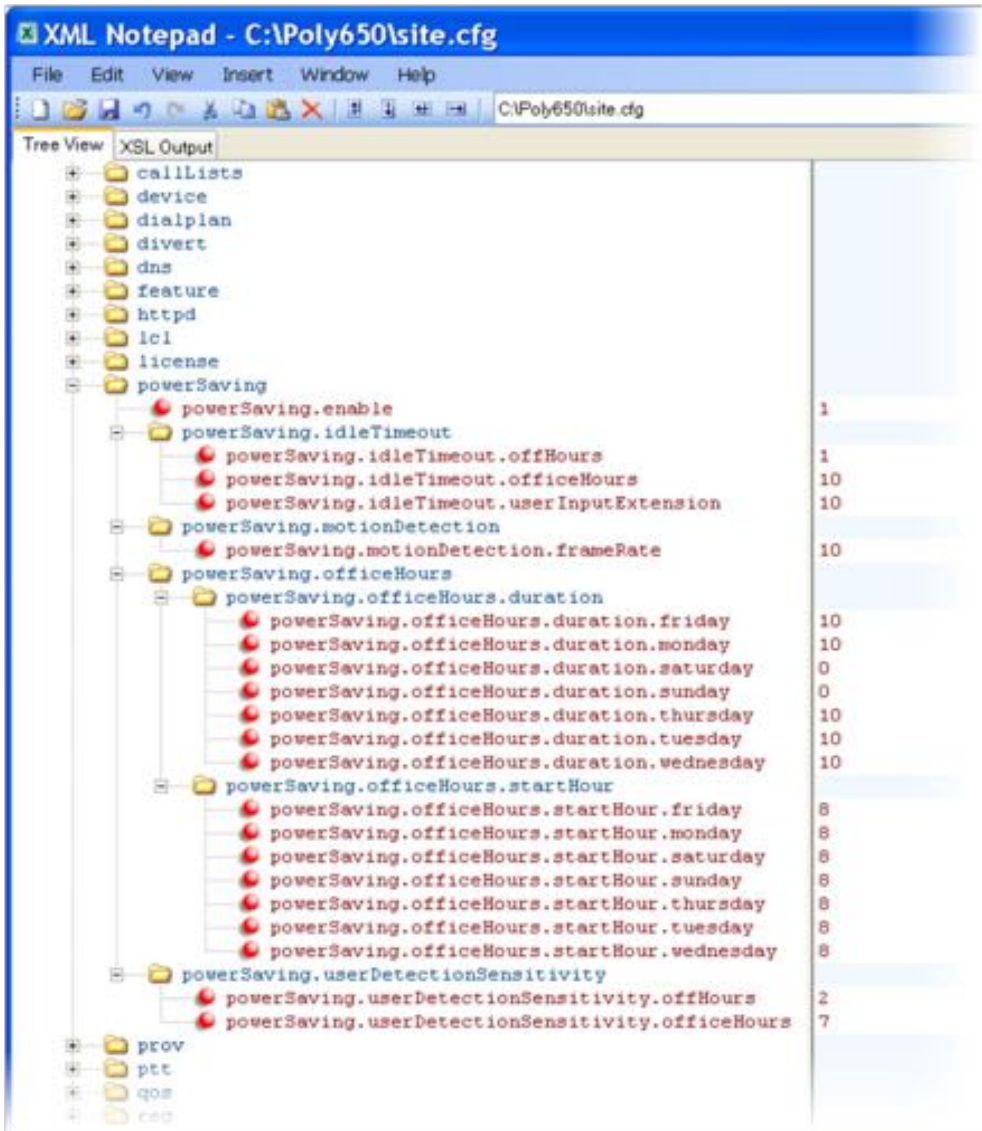 XML Notepad - C:\Poly650\site.cfg
File Edit View Insert Window Help
C:\Poly650\site.cfg
Tree View XSL Output
callLists
device
dialplan
divert
dns
feature
httpd
lcl
license
powerSaving
powerSaving.enable 1
powerSaving.idleTimeout
powerSaving.idleTimeout.offHours 1
powerSaving.idleTimeout.officeHours 10
powerSaving.idleTimeout.userInputExtension 10
powerSaving.motionDetection
powerSaving.motionDetection.frameRate 10
powerSaving.officeHours
powerSaving.officeHours.duration
powerSaving.officeHours.duration.friday 10
powerSaving.officeHours.duration.monday 10
powerSaving.officeHours.duration.saturday 0
powerSaving.officeHours.duration.sunday 0
powerSaving.officeHours.duration.thursday 10
powerSaving.officeHours.duration.tuesday 10
powerSaving.officeHours.duration.wednesday 10
powerSaving.officeHours.startHour
powerSaving.officeHours.startHour.friday 8
powerSaving.officeHours.startHour.monday 8
powerSaving.officeHours.startHour.saturday 8
powerSaving.officeHours.startHour.sunday 8
powerSaving.officeHours.startHour.thursday 8
powerSaving.officeHours.startHour.tuesday 8
powerSaving.officeHours.startHour.wednesday 8
powerSaving.userDetectionSensitivity
powerSaving.userDetectionSensitivity.offHours 2
powerSaving.userDetectionSensitivity.officeHours 7
prov
ptt
qos